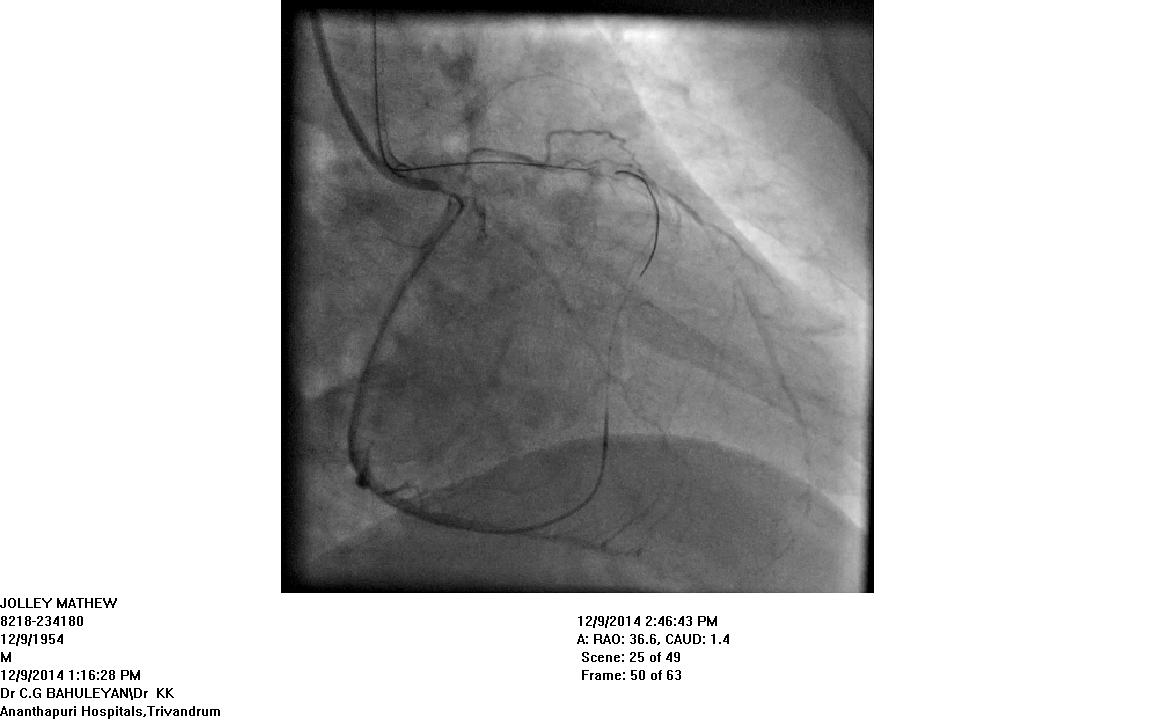 JOLLEY MATHEW
8218-234180
12/9/1954
M
12/9/2014 1:16:28 PM
Dr C.G BAHULEYAN\Dr  KK
Ananthapuri Hospitals,Trivandrum
12/9/2014 2:46:43 PM
A: RAO: 36.6, CAUD: 1.4
Scene: 25 of 49
Frame: 50 of 63